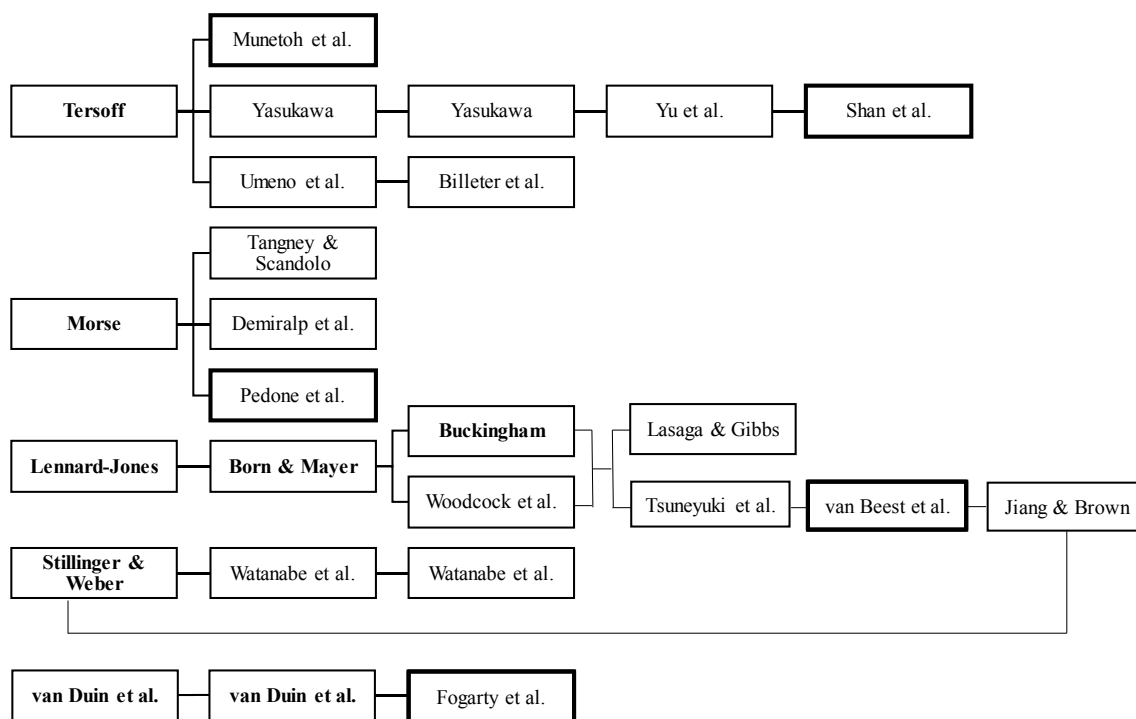 Munetoh et al.
Tersoff
Yasukawa
Yasukawa
Yu et al.
Shan et al.
Umeno et al.
Billeter et al.
Tangney &
Scandolo
Morse
Demiralp et al.
Pedone et al.
Buckingham
Lasaga & Gibbs
Lennard-Jones
Born & Mayer
Woodcock et al.
Tsuneyuki et al.
van Beest et al.
Jiang & Brown
Stillinger &
Weber
Watanabe et al.
Watanabe et al.
van Duin et al.
van Duin et al.
Fogarty et al.